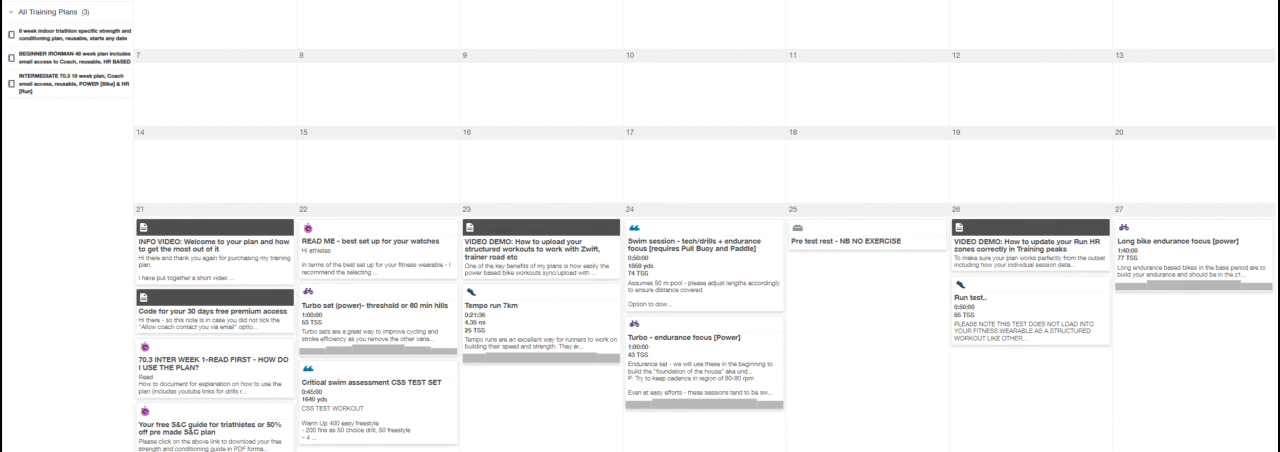 All Training Plans (3)
8 week indoor triathlon specific strength and
conditioning plan, reusable, starts any date
BEGINNER IRONMAN 48 week plan includes
email access to Coach, reusable, HR BASED
INTERMEDIATE 70.3 18 week plan, Coach
email access, reusable, POWER [Bike] & HR
[Run]
7
8
9
10
11
12
13
14
15
16
17
18
19
20
21
INFO VIDEO: Welcome to your plan and how
to get the most out of it
Hi there and thank you again for purchasing my training
plan.
I have put together a short video ...
Code for your 30 days free premium access
Hi there - so this note is in case you did not tick the
"Allow coach contact you via email" optio...
70.3 INTER WEEK 1-READ FIRST - HOW DO
I USE THE PLAN?
Read
How to document for explanation on how to use the
plan (includes youtube links for drills r...
Your free S&C guide for triathletes or 50%
off pre made S&C plan
Please click on the above link to download your free
strength and conditioning guide in PDF forma...
22
READ ME - best set up for your watches
Hi athletes
In terms of the best set up for your fitness wearable - I
recommend the selecting ...
Turbo set (power)- threshold or 60 min hills
1:00:00
53 TSS
Turbo sets are a great way to improve cycling and
stroke efficiency as you remove the other varia...
Critical swim assessment CSS TEST SET
0:45:00
1640 yds
CSS TEST WORKOUT
Warm Up 400 easy freestyle
- 200 fins as 50 choice drill, 50 freestyle
– 4 ...
23
VIDEO DEMO: How to upload your
structured workouts to work with Zwift,
trainer road etc
One of the key benefits of my plans is how easily the
power based bike workouts sync/upload with ...
Tempo run 7km
0:21:36
4.35 mi
25 TSS
Tempo runs are an excellent way for runners to work on
building their speed and strength. They ar...
24
Swim session - tech/drills + endurance
focus [requires Pull Buoy and Paddle]
0:50:00
1659 yds
74 TSS
Assumes 50 m pool - please adjust lengths accordingly
to ensure distance covered
Option to dow...
Turbo - endurance focus [Power]
1:00:00
43 TSS
Endurance set - we will use these in the beginning to
build the "foundation of the house" aka und...
P: Try to keep cadence in region of 80-90 rpm
Even at easy efforts - these sessions tend to be sw...
25
Pre test rest - NB NO EXERCISE
26
VIDEO DEMO: How to update your Run HR
zones correctly in Training peaks
To make sure your plan works perfectly from the outset
including how your individual session data...
Run test..
0:50:00
65 TSS
PLEASE NOTE THIS TEST DOES NOT LOAD INTO
YOUR FITNESS WEARABLE AS A STRUCTURED
WORKOUT LIKE OTHER...
27
Long bike endurance focus [power]
1:40:00
77 TSS
Long endurance based bikes in the base period are to
build your endurance and should be in the z1...